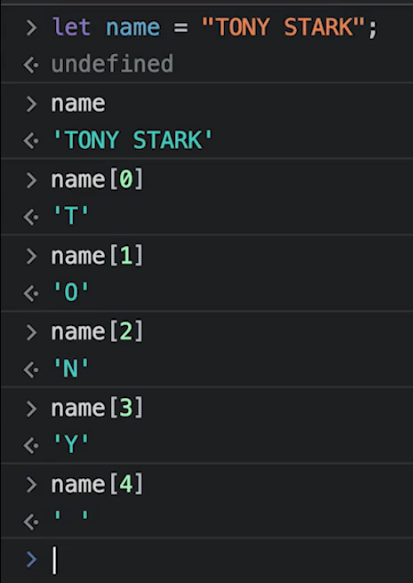 > let name = "TONY STARK";
<· undefined
> name
<· 'TONY STARK'
> name[0]
<· 'T'
> name[1]
<· 'O'
> name[2]
<· 'N'
> name[3]
<· 'Y'
> name[4]
<· ' '
>